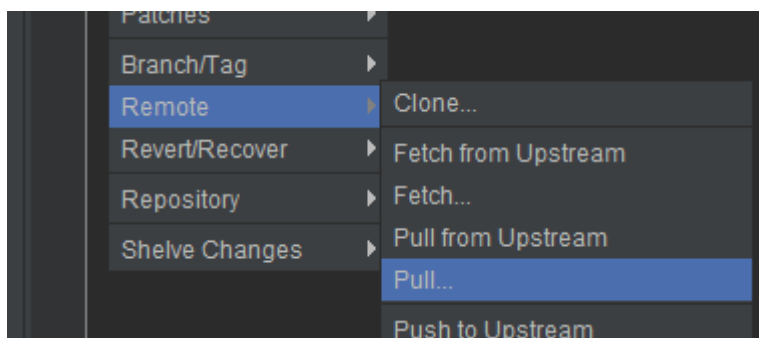 Patches
Branch/Tag
Remote
Revert/Recover
Repository
Shelve Changes
Clone...
Fetch from Upstream
Fetch...
Pull from Upstream
Pull...
Push to Upstream